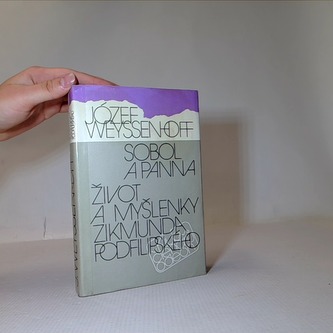 JÓZEF
WEYSSENHOFF
SOBOL
A PANNA
ŽIVOT
A MYŠLENKY
ZIKMUNDA
PODFILIPSKÉHO